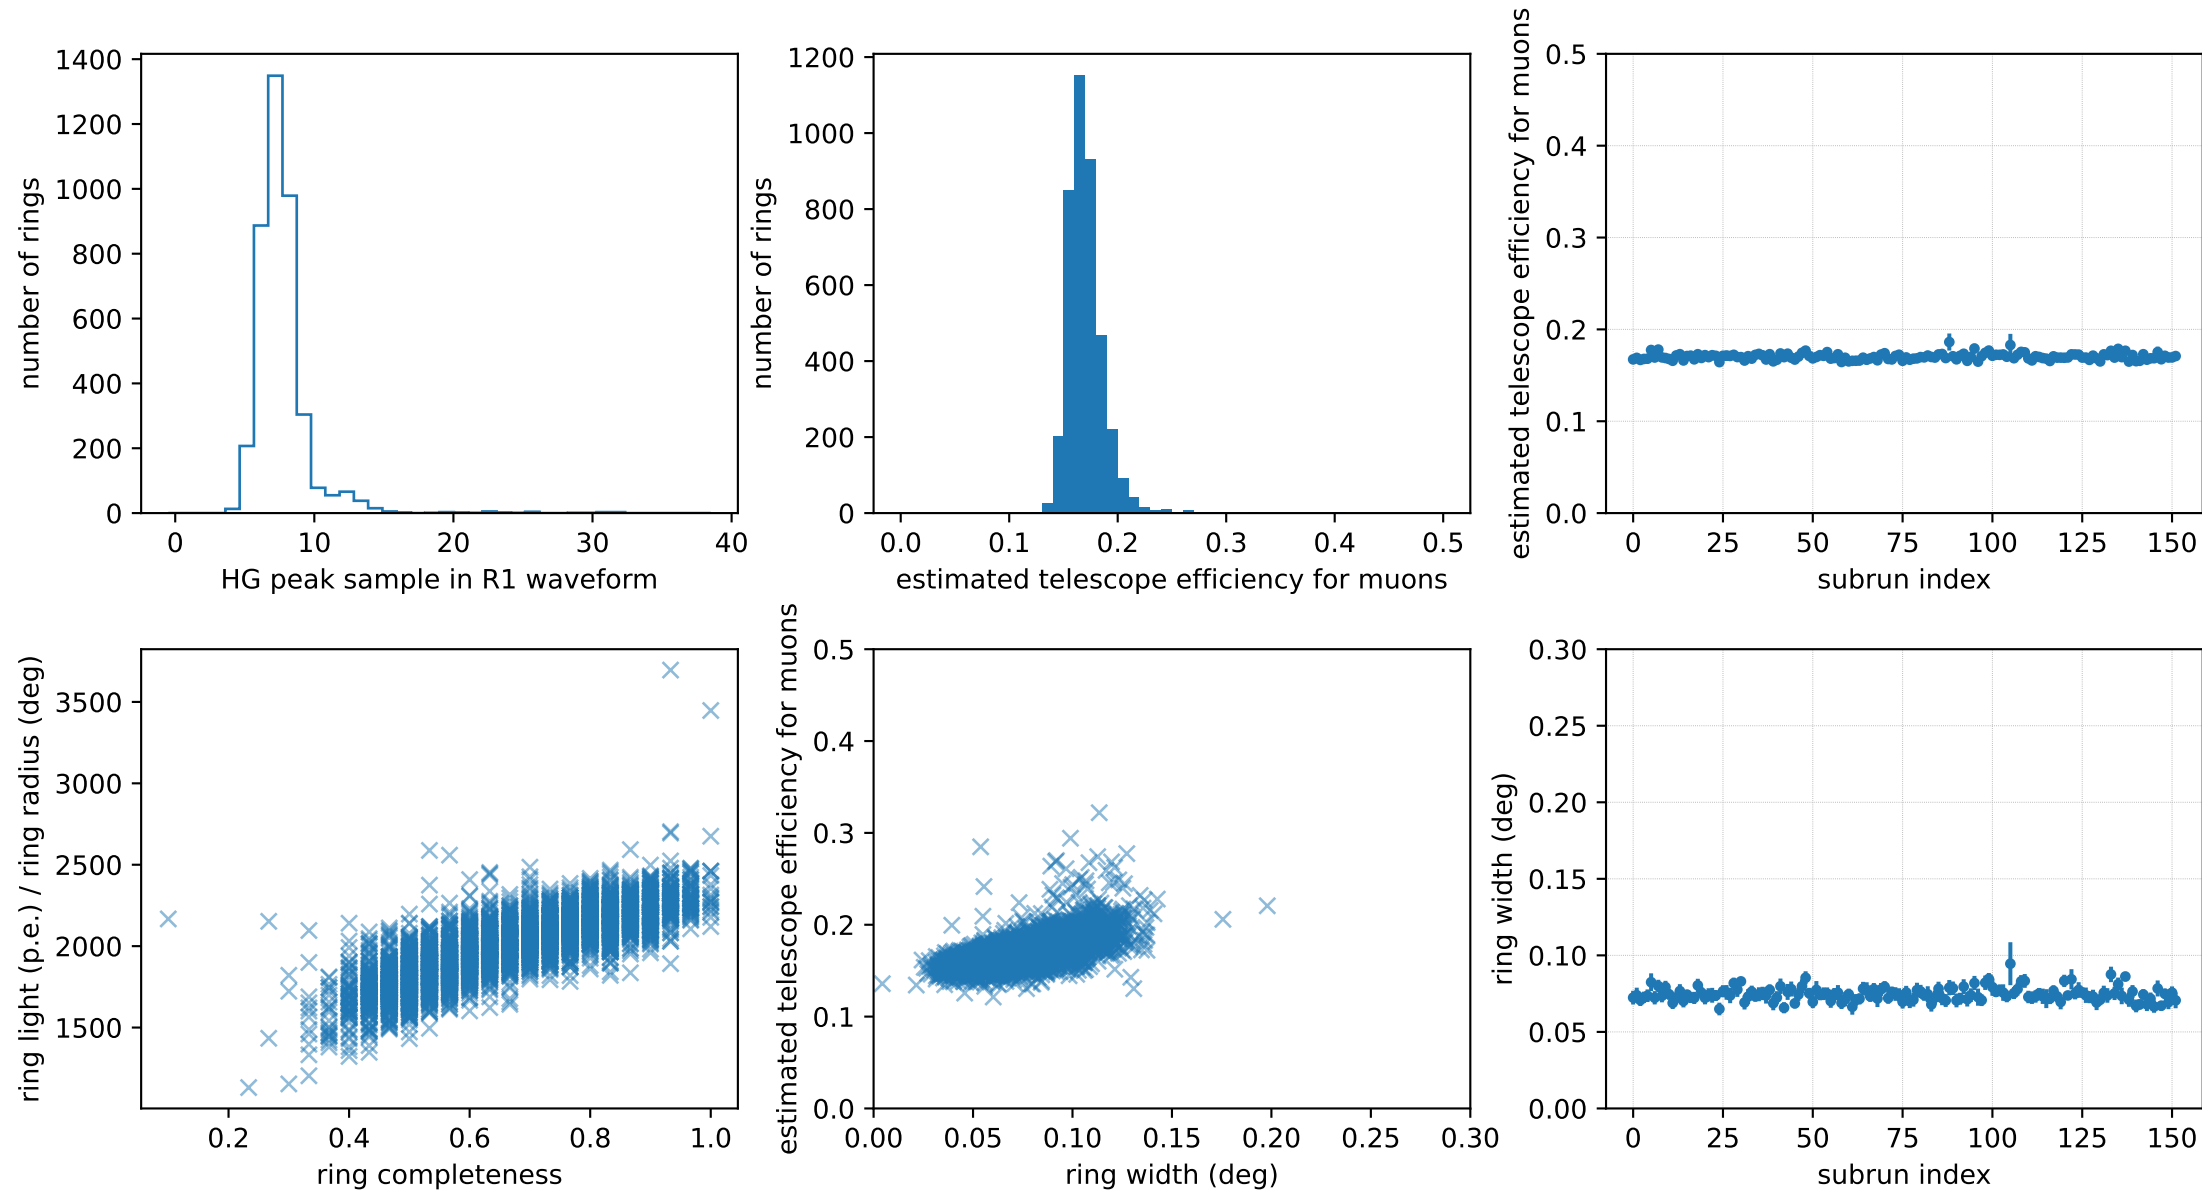 number of rings
1400
1200
1000
800
600
400
200
0
0 10 20 30 40
HG peak sample in R1 waveform
number of rings
1200
1000
800
600
400
200
0
0.0 0.1 0.2 0.3 0.4 0.5
estimated telescope efficiency for muons
estimated telescope efficiency for muons
0.5
0.4
0.3
0.2
0.1
0.0
0 25 50 75 100 125 150
subrun index
ring light (p.e.) / ring radius (deg)
3500
3000
2500
2000
1500
0.2 0.4 0.6 0.8 1.0
ring completeness
estimated telescope efficiency for muons
0.5
0.4
0.3
0.2
0.1
0.0
0.00 0.05 0.10 0.15 0.20 0.25 0.30
ring width (deg)
ring width (deg)
0.30
0.25
0.20
0.15
0.10
0.05
0.00
0 25 50 75 100 125 150
subrun index